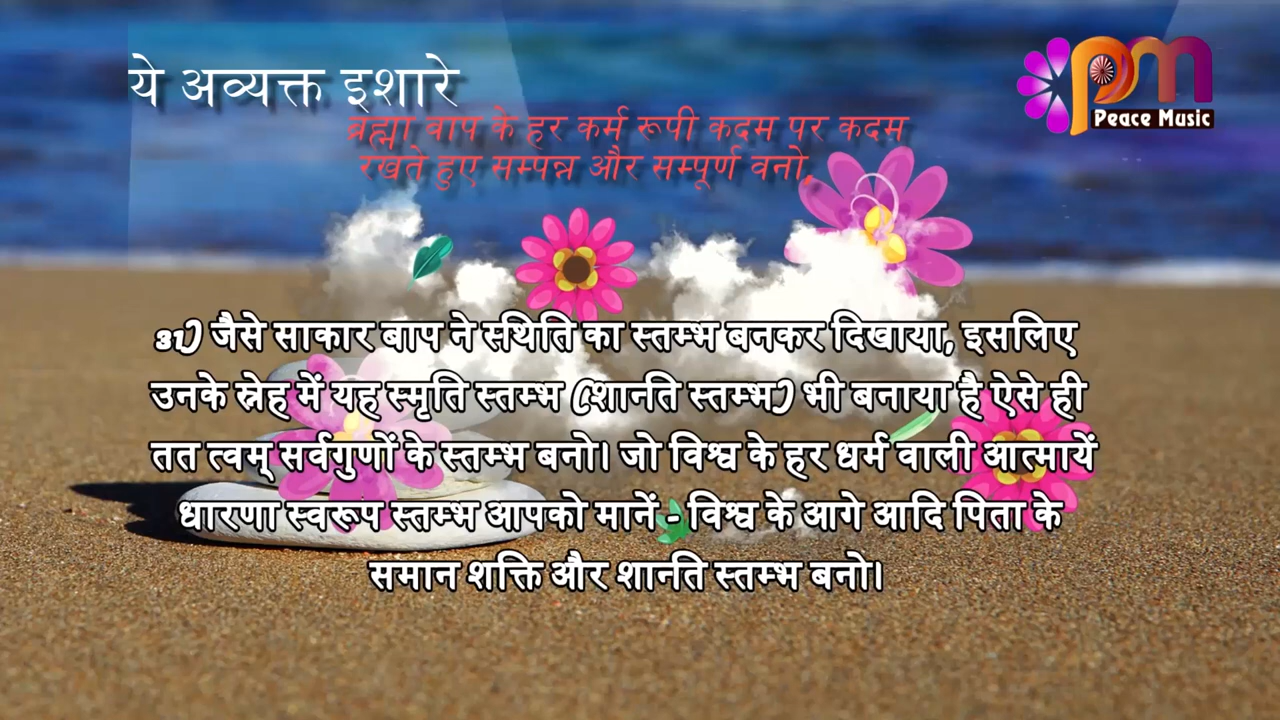 ये अव्यक्त इशारे
ब्रह्मा बाप के हर कर्म रूपी कदम पर कदम
रखते हुए सम्पन्न और सम्पूर्ण बनो,
pm
Peace Music
31) जैसे साकार बाप ने स्थिति का स्तम्भ बनकर दिखाया, इसलिए
उनके स्नेह में यह स्मृति स्तम्भ (शान्ति स्तम्भ) भी बनाया है ऐसे ही
तत त्वम् सर्वगुणों के स्तम्भ बनो। जो विश्व के हर धर्म वाली आत्मायें
धारणा स्वरूप स्तम्भ आपको मानें - विश्व के आगे आदि पिता के
समान शक्ति और शान्ति स्तम्भ बनो।